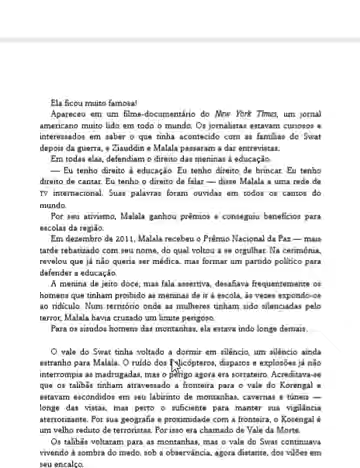 Ela ficou muito famosa!
Apareceu em um filme-documentário do New York Times, um jornal
americano muito lido em todo o mundo. Os jornalistas estavam curiosos e
interessados em saber o que tinha acontecido com as famílias do Swat
depois da guerra, e Ziauddin e Malala passaram a dar entrevistas.
Em todas elas, defendiam o direito das meninas à educação.
— Eu tenho direito à educação. Eu tenho direito de brincar. Eu tenho
direito de cantar. Eu tenho o direito de falar — disse Malala a uma rede de
TV internacional. Suas palavras foram ouvidas em todos os cantos do
mundo.
Por seu ativismo, Malala ganhou prêmios e conseguiu benefícios para
escolas da região.
Em dezembro de 2011, Malala recebeu o Prêmio Nacional da Paz — mais
tarde rebatizado com seu nome, do qual voltou a se orgulhar. Na cerimônia,
revelou que já não queria ser médica, mas formar um partido político para
defender a educação.
A menina de jeito doce, mas fala assertiva, desafiava frequentemente os
homens que tinham proibido as meninas de ir à escola, às vezes expondo-os
ao ridículo. Num território onde as mulheres tinham sido silenciadas pelo
terror, Malala havia cruzado um limite perigoso.
Para os sisudos homens das montanhas, ela estava indo longe demais.
O vale do Swat tinha voltado a dormir em silêncio, um silêncio ainda
estranho para Malala. O ruído dos helicópteros, disparos e explosões já não
interrompia as madrugadas, mas o perigo agora era sorrateiro. Acreditava-se
que os talibãs tinham atravessado a fronteira para o vale do Korengal e
estavam escondidos em seu labirinto de montanhas, cavernas e túneis —
longe das vistas, mas perto o suficiente para manter sua vigilância
aterrorizante. Por sua geografia e proximidade com a fronteira, o Korengal é
um velho reduto de terroristas. Por isso era chamado de Vale da Morte.
Os talibãs voltaram para as montanhas, mas o vale do Swat continuava
vivendo à sombra do medo, sob a observância, agora distante, dos vilões em
seu encalço.